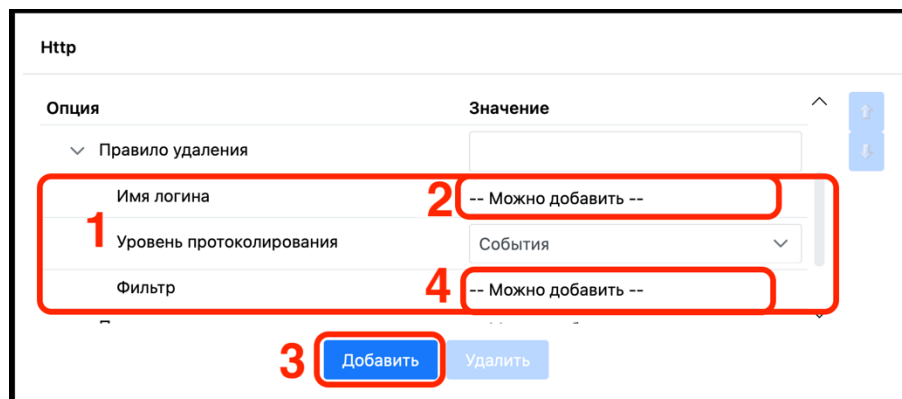 Http
Опция Значение
Правило удаления
Имя логина 2 -- Можно добавить --
1 Уровень протоколирования События
Фильтр 4 -- Можно добавить --
3 Добавить Удалить